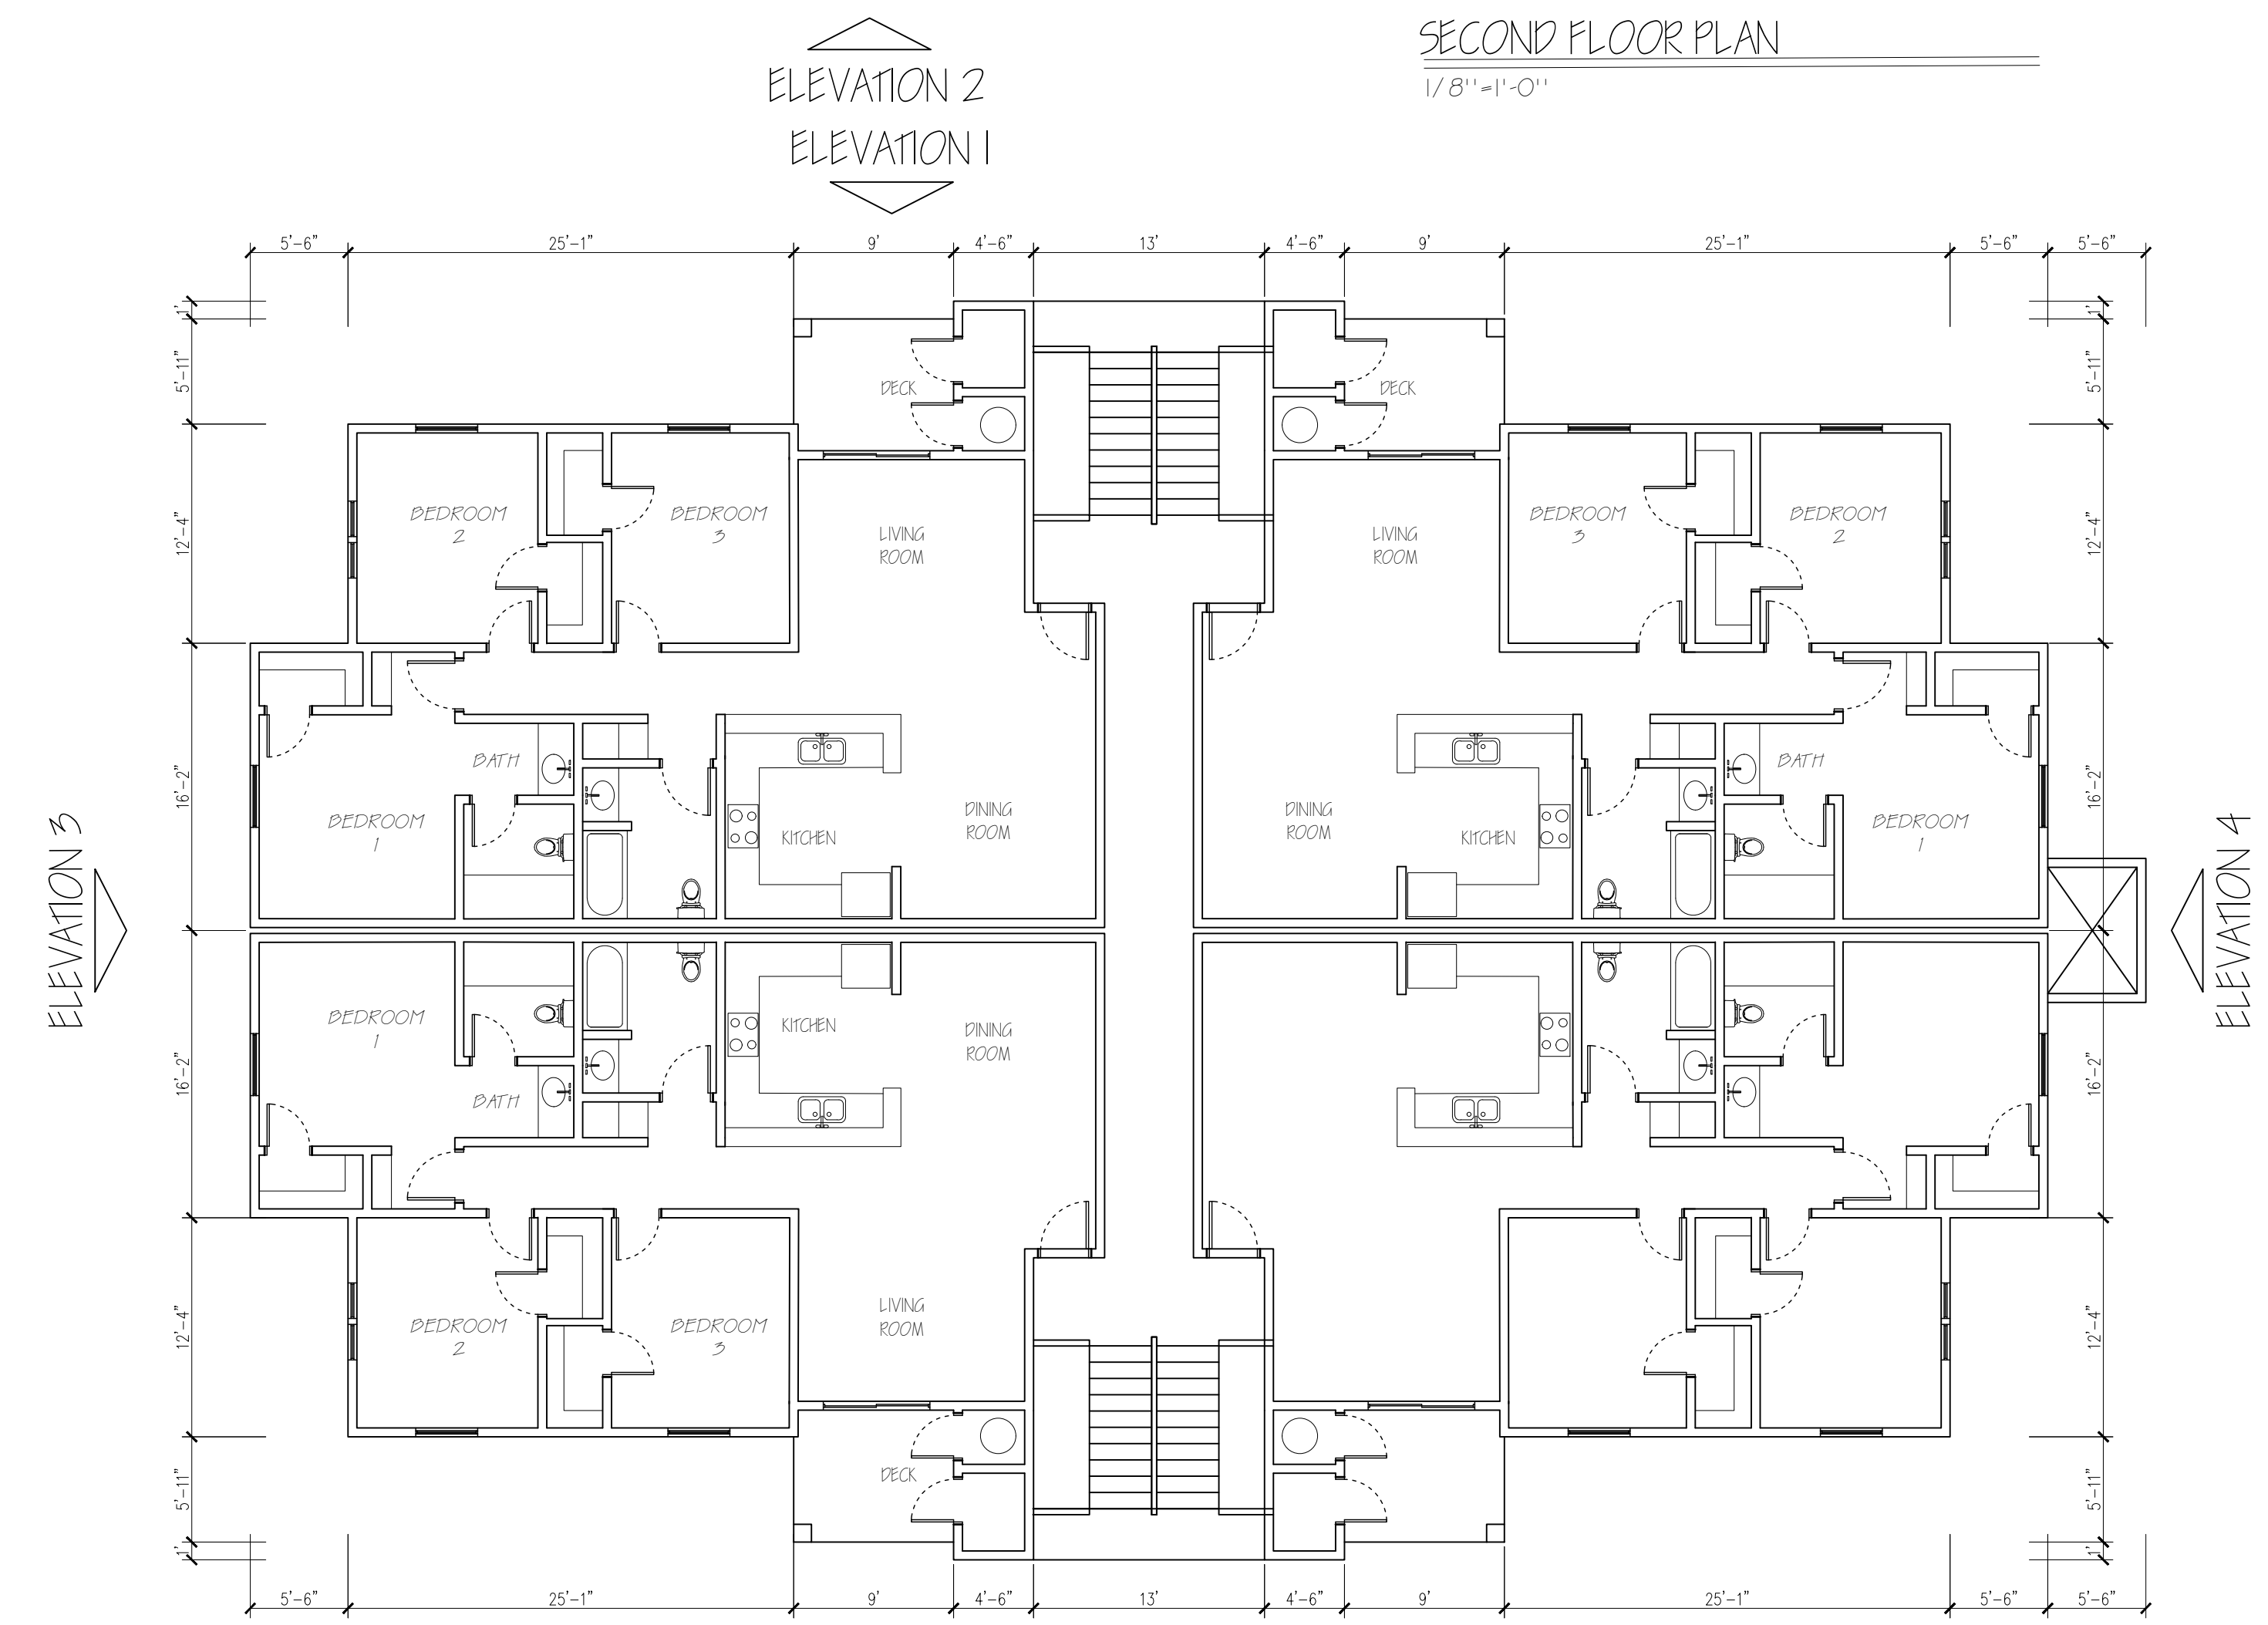 SECOND FLOOR PLAN
1/8''=1'-0''
ELEVATION 2
ELEVATION 1
5'-6" 25'-1" 9' 4'-6" 13' 4'-6" 9' 25'-1" 5'-6" 5'-6"
1' 1'
5'-11" DECK DECK 5'-11"
12'-4" BEDROOM BEDROOM LIVING LIVING BEDROOM BEDROOM 12'-4"
2 3 ROOM ROOM 3 2
16'-2" BATH BATH 16'-2"
BEDROOM KITCHEN DINING DINING KITCHEN BEDROOM
1 ROOM ROOM 1
ELEVATION 3
ELEVATION 4
BEDROOM KITCHEN DINING
1 ROOM
16'-2" BATH 16'-2"
12'-4" BEDROOM BEDROOM LIVING 12'-4"
2 3 ROOM
5'-11" DECK 5'-11"
1' 1'
5'-6" 25'-1" 9' 4'-6" 13' 4'-6" 9' 25'-1" 5'-6" 5'-6"